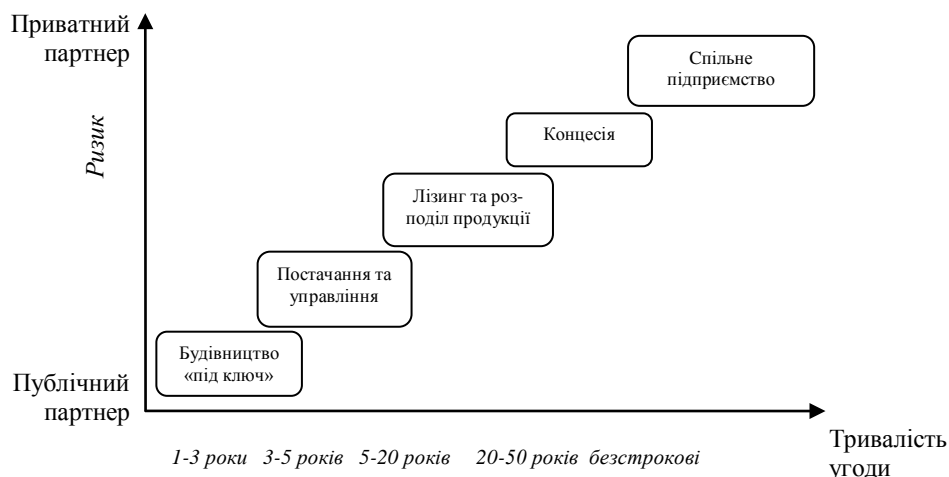 Приватний
партнер
Ризик
Спільне
підприємство
Концесія
Лізинг та роз-
поділ продукції
Постачання та
управління
Будівництво
«під ключ»
Публічний
партнер
1-3 роки 3-5 років 5-20 років 20-50 років безстрокові
Тривалість
угоди